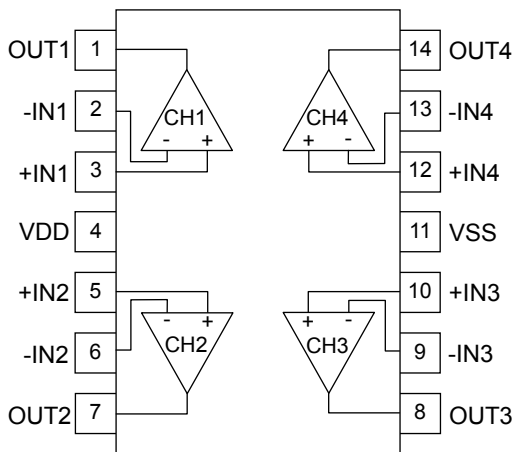 OUT1 1 14 OUT4
-IN1 2 13 -IN4
CH1 CH4
- + + -
+IN1 3 12 +IN4
VDD 4 11 VSS
+IN2 5 10 +IN3
- + + -
CH2 CH3
-IN2 6 9 -IN3
OUT2 7 8 OUT3